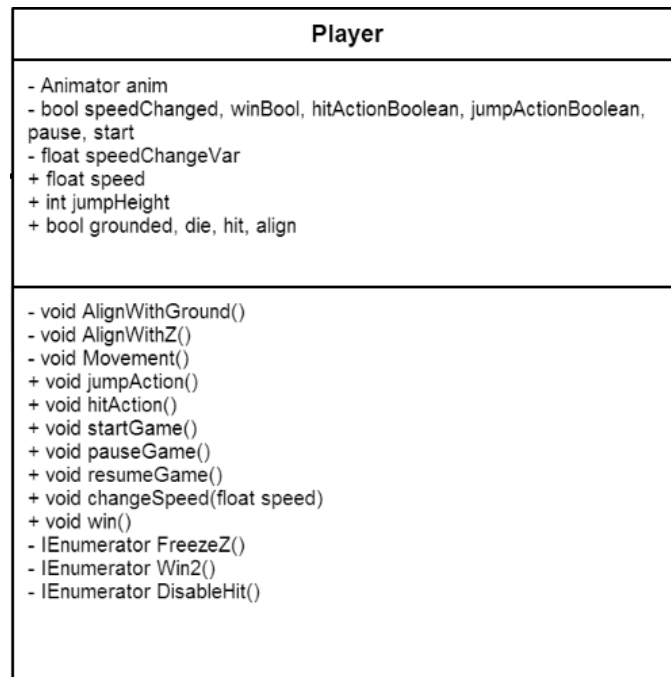 Player
- Animator anim
- bool speedChanged, winBool, hitActionBoolean, jumpActionBoolean,
pause, start
- float speedChangeVar
+ float speed
+ int jumpHeight
+ bool grounded, die, hit, align
- void AlignWithGround()
- void AlignWithZ()
- void Movement()
+ void jumpAction()
+ void hitAction()
+ void startGame()
+ void pauseGame()
+ void resumeGame()
+ void changeSpeed(float speed)
+ void win()
- IEnumerator FreezeZ()
- IEnumerator Win2()
- IEnumerator DisableHit()